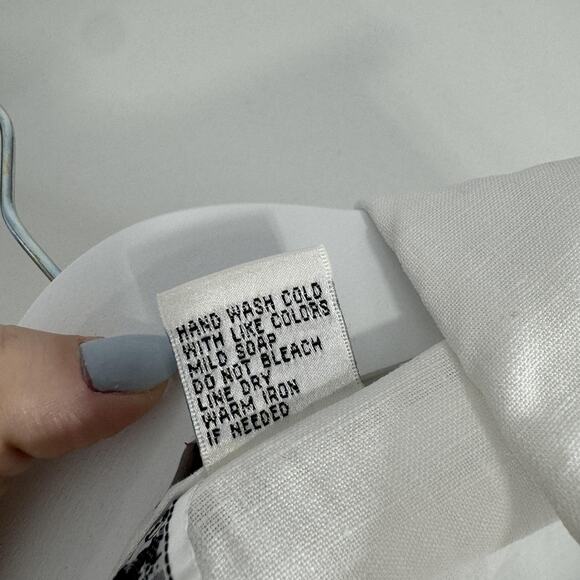 HAND WASH COLD
WITH LIKE COLORS
MILD SOAP
DO NOT BLEACH
LINE DRY
WARM IRON
IF NEEDED